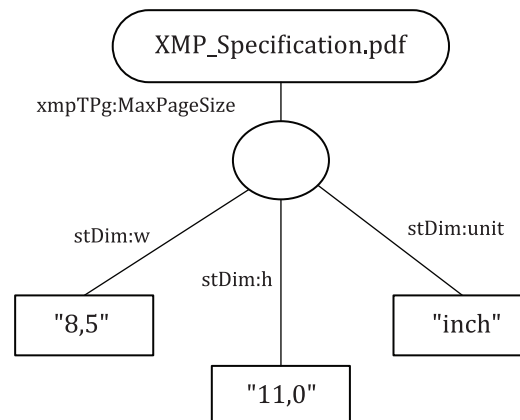 XMP_Specification.pdf
xmpTPg:MaxPageSize
stDim:w
stDim:h
stDim:unit
"8,5"
"11,0"
"inch"